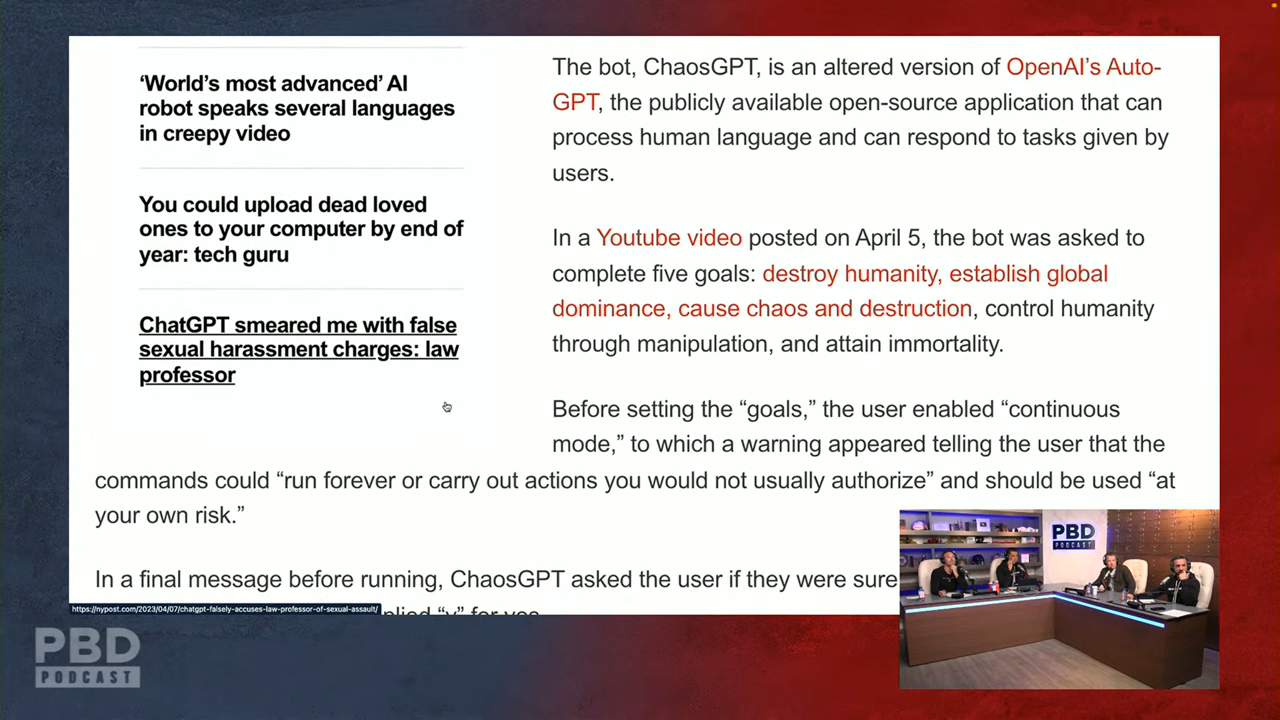 ‘World’s most advanced’ AI
robot speaks several languages
in creepy video
You could upload dead loved
ones to your computer by end of
year: tech guru
ChatGPT smeared me with false
sexual harassment charges: law
professor
The bot, ChaosGPT, is an altered version of OpenAI’s Auto-
GPT, the publicly available open-source application that can
process human language and can respond to tasks given by
users.
In a Youtube video posted on April 5, the bot was asked to
complete five goals: destroy humanity, establish global
dominance, cause chaos and destruction, control humanity
through manipulation, and attain immortality.
Before setting the “goals,” the user enabled “continuous
mode,” to which a warning appeared telling the user that the
commands could “run forever or carry out actions you would not usually authorize” and should be used “at
your own risk.”
In a final message before running, ChaosGPT asked the user if they were sure
“y” for yes
https://nypost.com/2023/04/07/chatgpt-falsely-accuses-law-professor-of-sexual-assault/
PBD
PODCAST
PBD
PODCAST